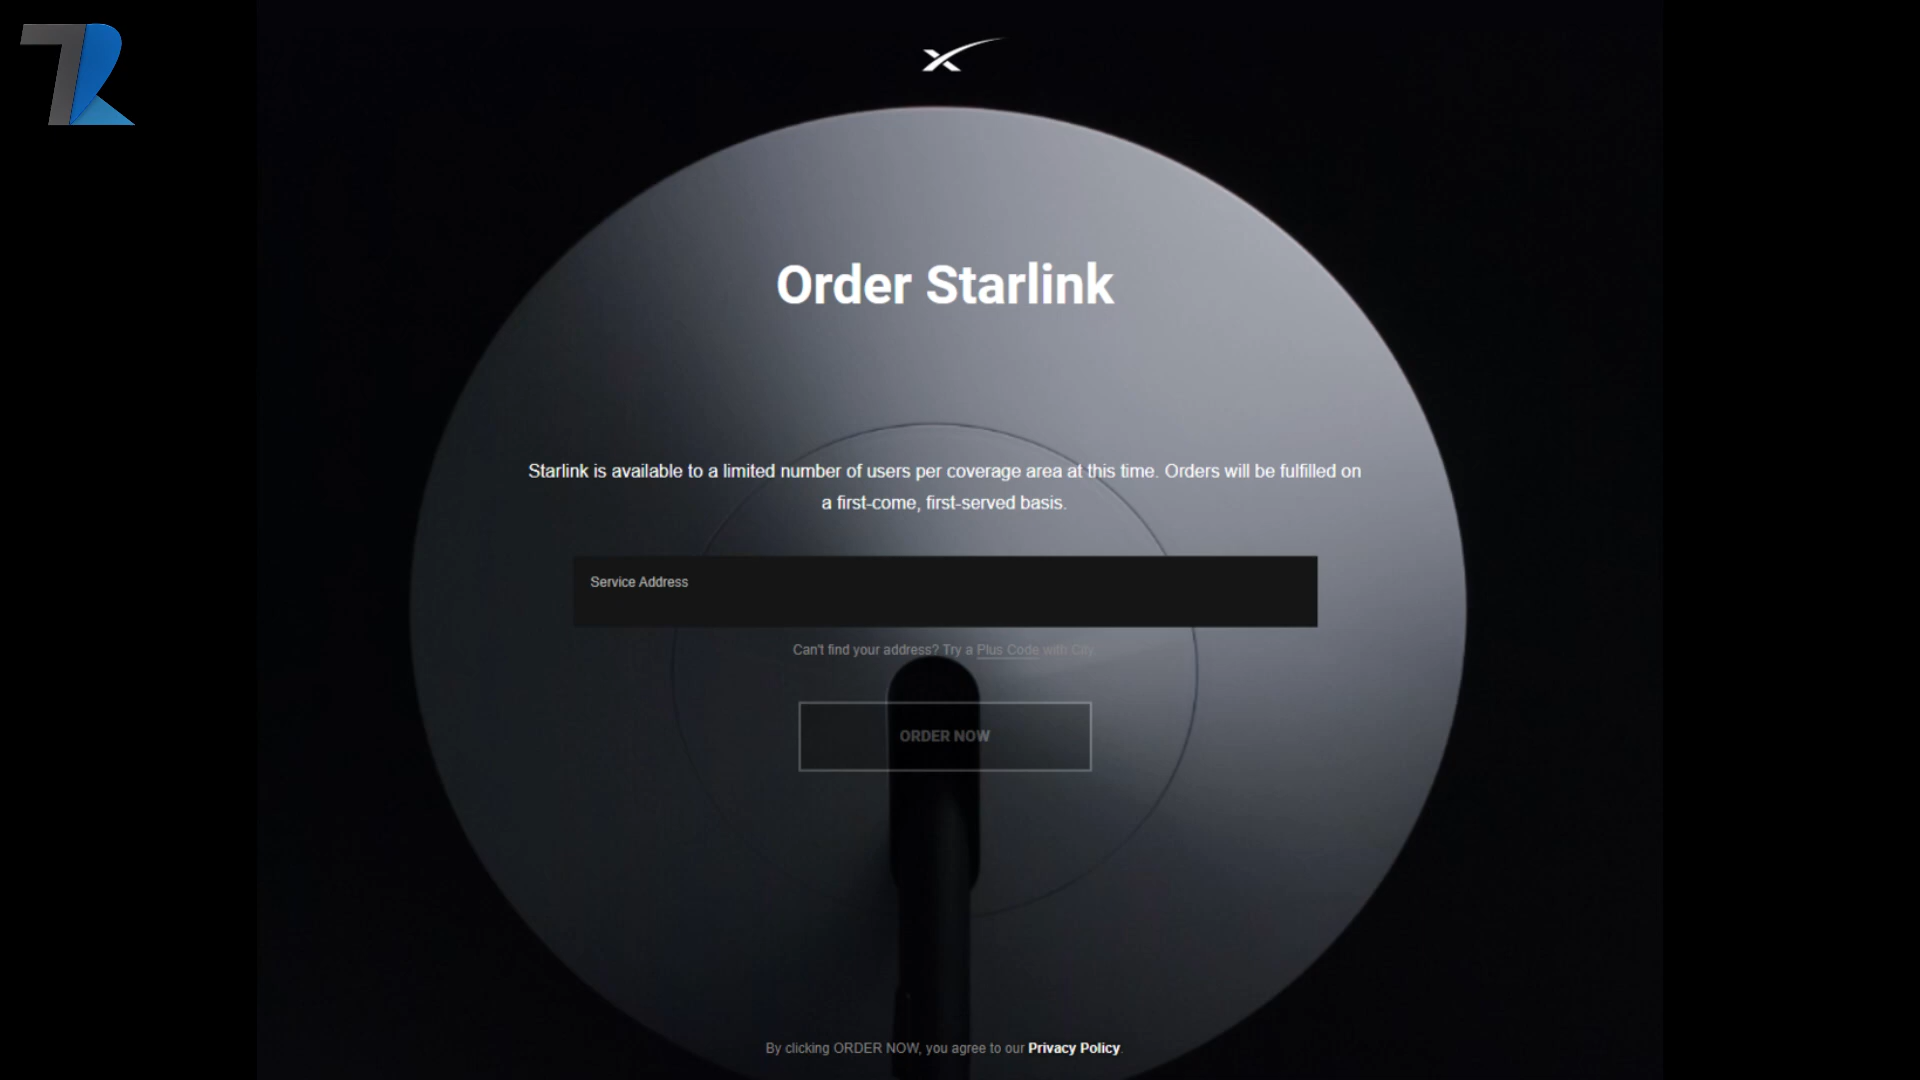 Order Starlink
Starlink is available to a limited number of users per coverage area at this time. Orders will be fulfilled on
a first-come, first-served basis.
Service Address
Can't find your address? Try a Plus Code with City
ORDER NOW
By clicking ORDER NOW, you agree to our Privacy Policy.